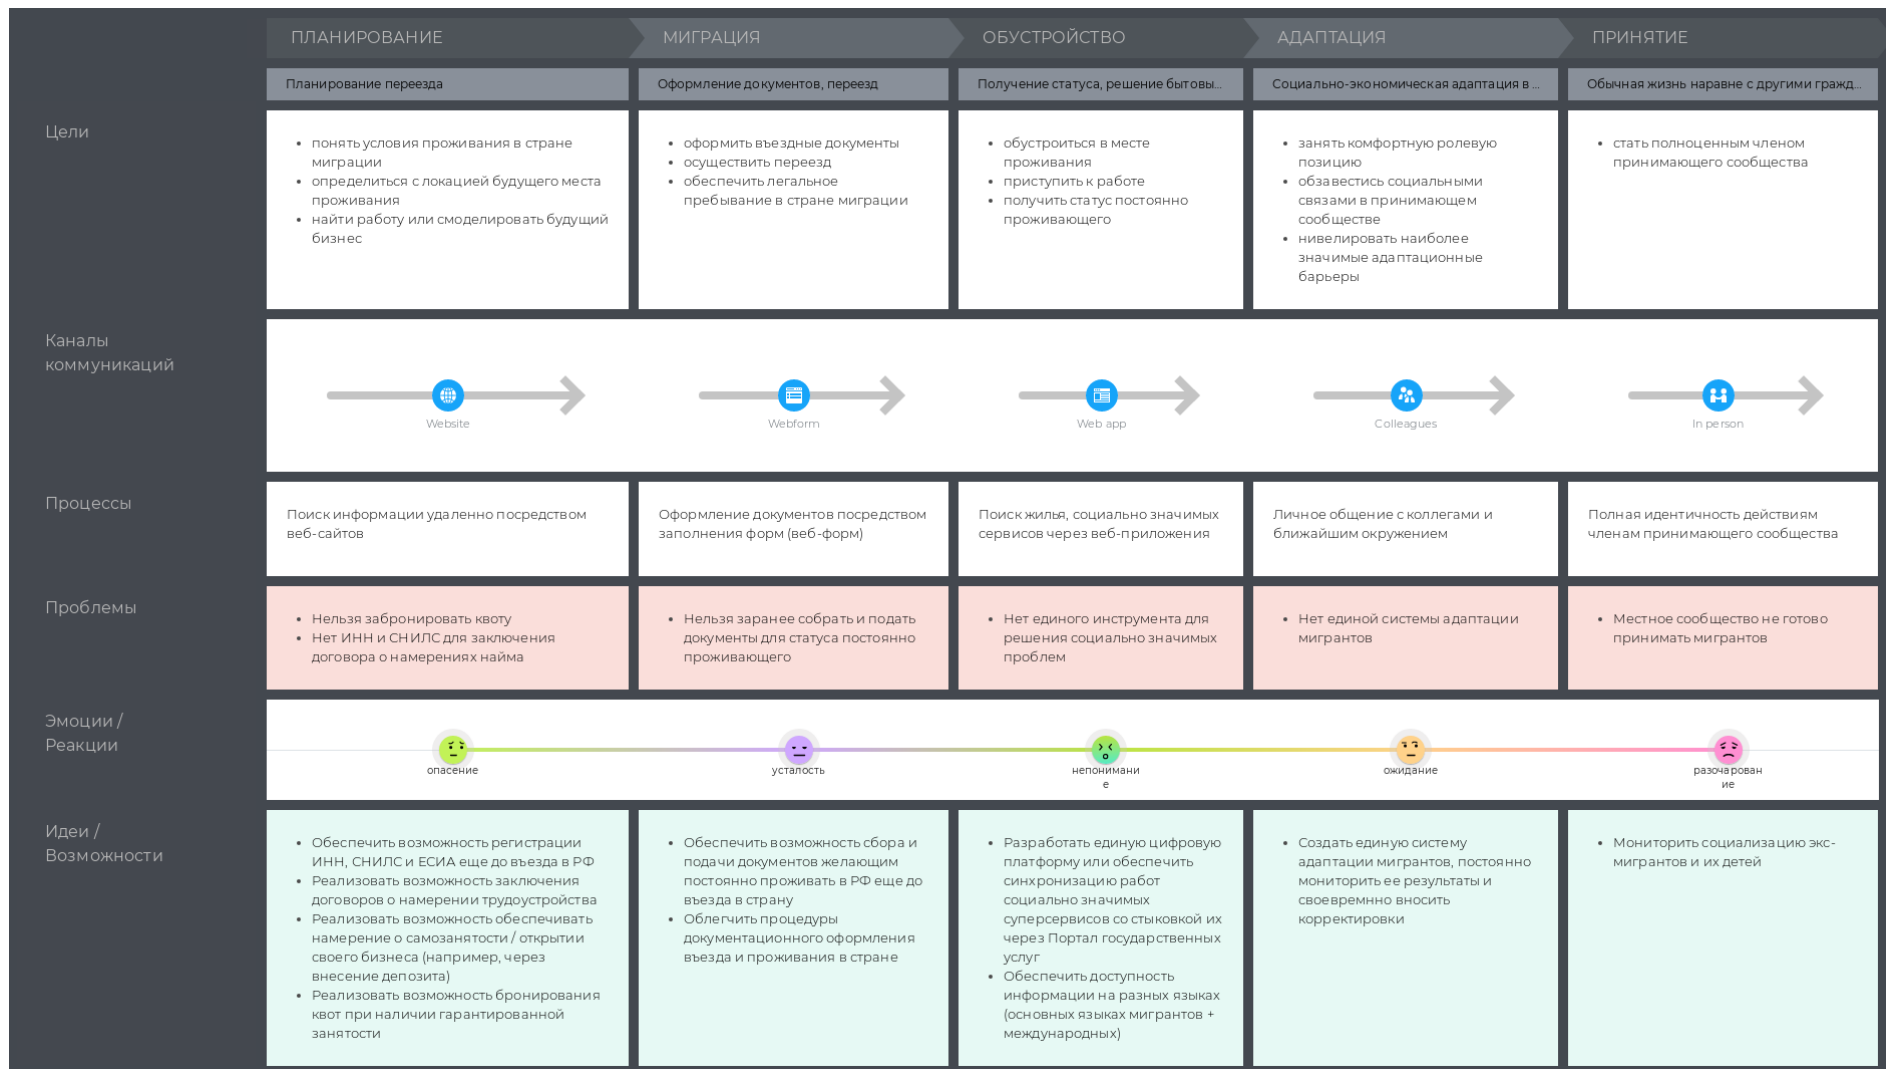 ПЛАНИРОВАНИЕ
МИГРАЦИЯ
ОБУСТРОЙСТВО
АДАПТАЦИЯ
ПРИНЯТИЕ
Планирование переезда
Оформление документов, переезд
Получение статуса, решение бытовы...
Социально-экономическая адаптация в ...
Обычная жизнь наравне с другими гражд...
Цели
• понять условия проживания в стране
миграции
• определиться с локацией будущего места
проживания
• найти работу или смоделировать будущий
бизнес
• оформить въездные документы
• осуществить переезд
• обеспечить легальное
пребывание в стране миграции
• обустроиться в месте
проживания
• приступить к работе
• получить статус постоянно
проживающего
• занять комфортную ролевую
позицию
• обзавестись социальными
связами в принимающем
сообществе
• нивелировать наиболее
значимые адаптационные
барьеры
• стать полноценным членом
принимающего сообщества
Каналы
коммуникаций
Website
Webform
Web app
Colleagues
In person
Процессы
Поиск информации удаленно посредством
веб-сайтов
Оформление документов посредством
заполнения форм (веб-форм)
Поиск жилья, социально значимых
сервисов через веб-приложения
Личное общение с коллегами и
ближайшим окружением
Полная идентичность действиям
членам принимающего сообщества
Проблемы
• Нельзя забронировать квоту
• Нет ИНН и СНИЛС для заключения
договора о намерениях найма
• Нельзя заранее собрать и подать
документы для статуса постоянно
проживающего
• Нет единого инструмента для
решения социально значимых
проблем
• Нет единой системы адаптации
мигрантов
• Местное сообщество не готово
принимать мигрантов
Эмоции /
Реакции
опасение
усталость
непонимани
е
ожидание
разочарован
ие
Идеи /
Возможности
• Обеспечить возможность регистрации
ИНН, СНИЛС и ЕСИА еще до въезда в РФ
• Реализовать возможность заключения
договоров о намерении трудоустройства
• Реализовать возможность обеспечивать
намерение о самозанятости / открытии
своего бизнеса (например, через
внесение депозита)
• Реализовать возможность бронирования
квот при наличии гарантированной
занятости
• Обеспечить возможность сбора и
подачи документов желающим
постоянно проживать в РФ еще до
въезда в страну
• Облегчить процедуры
документационного оформления
въезда и проживания в стране
• Разработать единую цифровую
платформу или обеспечить
синхронизацию работ
социально значимых
суперсервисов со стыковкой их
через Портал государственных
услуг
• Обеспечить доступность
информации на разных языках
(основных языках мигрантов +
международных)
• Создать единую систему
адаптации мигрантов, постоянно
мониторить ее результаты и
своевремнно вносить
корректировки
• Мониторить социализацию экс-
мигрантов и их детей